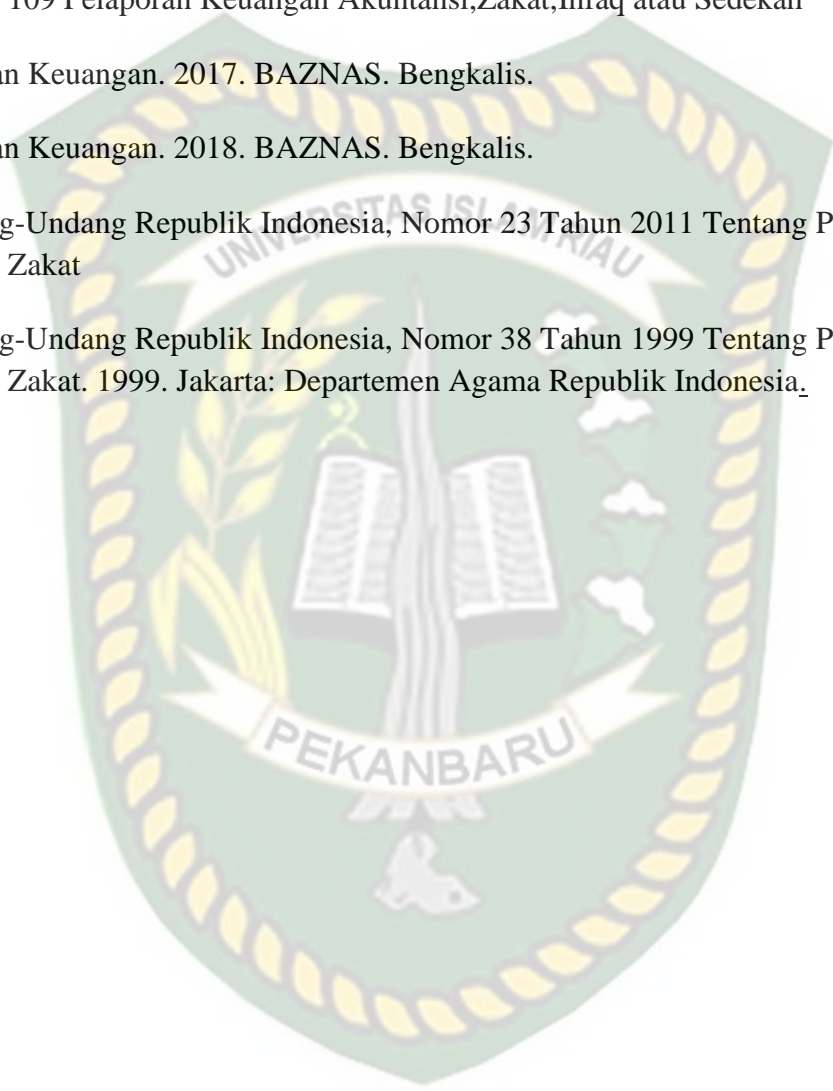 109 Pelaporan Keuangan Akuntansi,Zakat,Infaq atau Sedekah
an Keuangan. 2017. BAZNAS. Bengkalis.
an Keuangan. 2018. BAZNAS. Bengkalis.
g-Undang Republik Indonesia, Nomor 23 Tahun 2011 Tentang P
Zakat
g-Undang Republik Indonesia, Nomor 38 Tahun 1999 Tentang P
Zakat. 1999. Jakarta: Departemen Agama Republik Indonesia.
UNIVERSITAS ISLAM RIAU
PEKANBARU